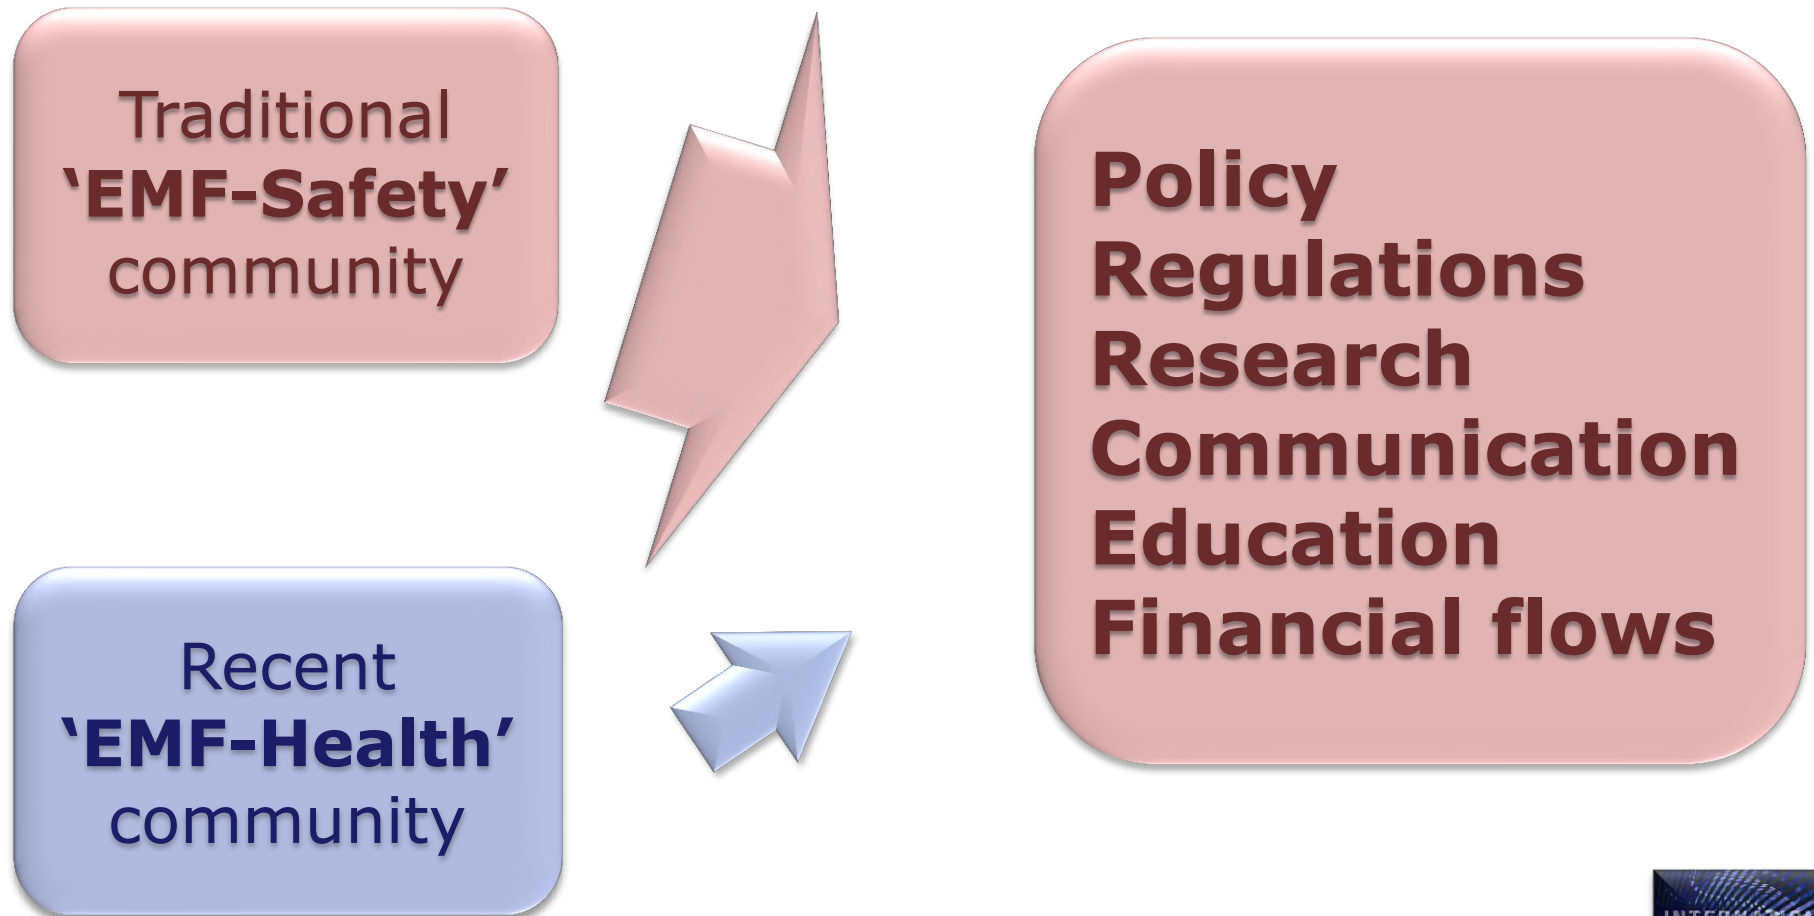 Traditional
‘EMF-Safety’
community
Policy
Regulations
Research
Communication
Education
Financial flows
Recent
‘EMF-Health’
community